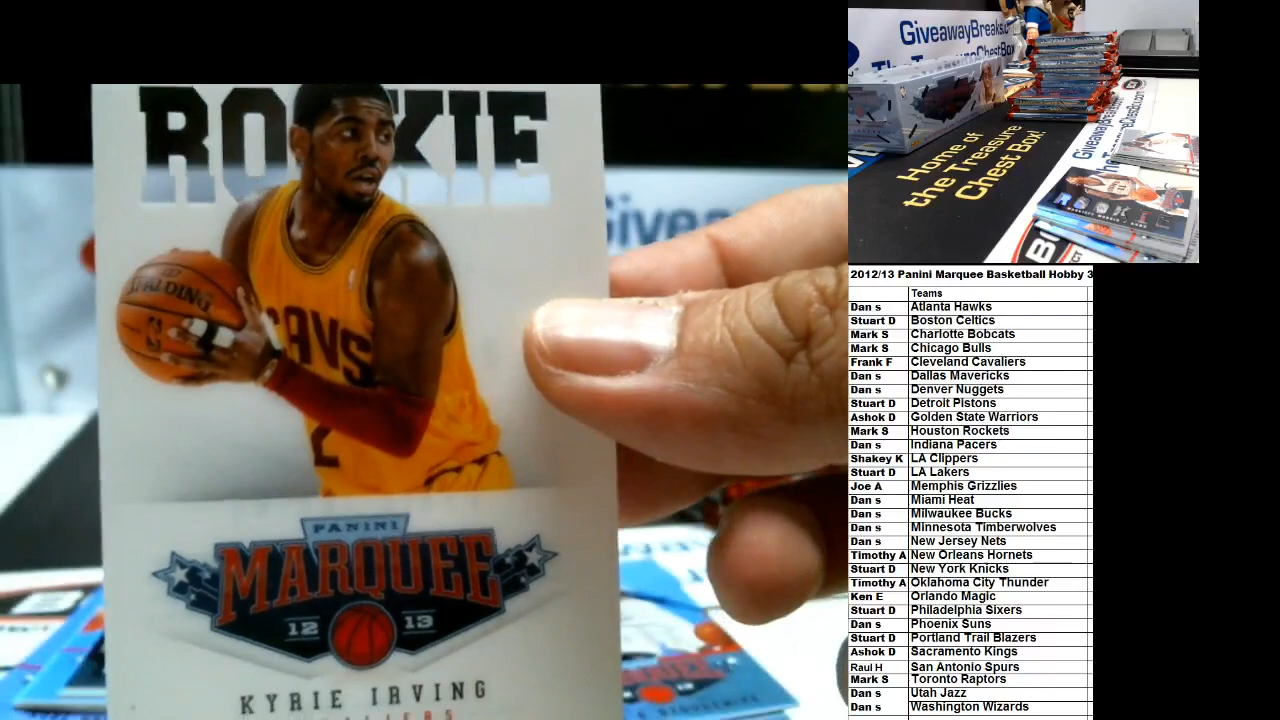 ROOKIE
SPALDING
CAVS
2
PANINI
MARQUEE
12 13
KYRIE IRVING
GiveawayBreaks
Home of
the Treasure
Chest Box!
2012/13 Panini Marquee Basketball Hobby 3
Teams
Dan s Atlanta Hawks
Stuart D Boston Celtics
Mark S Charlotte Bobcats
Mark S Chicago Bulls
Frank F Cleveland Cavaliers
Dan s Dallas Mavericks
Dan s Denver Nuggets
Stuart D Detroit Pistons
Ashok D Golden State Warriors
Mark S Houston Rockets
Dan s Indiana Pacers
Shakey K LA Clippers
Stuart D LA Lakers
Joe A Memphis Grizzlies
Dan s Miami Heat
Dan s Milwaukee Bucks
Dan s Minnesota Timberwolves
Dan s New Jersey Nets
Timothy A New Orleans Hornets
Stuart D New York Knicks
Timothy A Oklahoma City Thunder
Ken E Orlando Magic
Stuart D Philadelphia Sixers
Dan s Phoenix Suns
Stuart D Portland Trail Blazers
Ashok D Sacramento Kings
Raul H San Antonio Spurs
Mark S Toronto Raptors
Dan s Utah Jazz
Dan s Washington Wizards